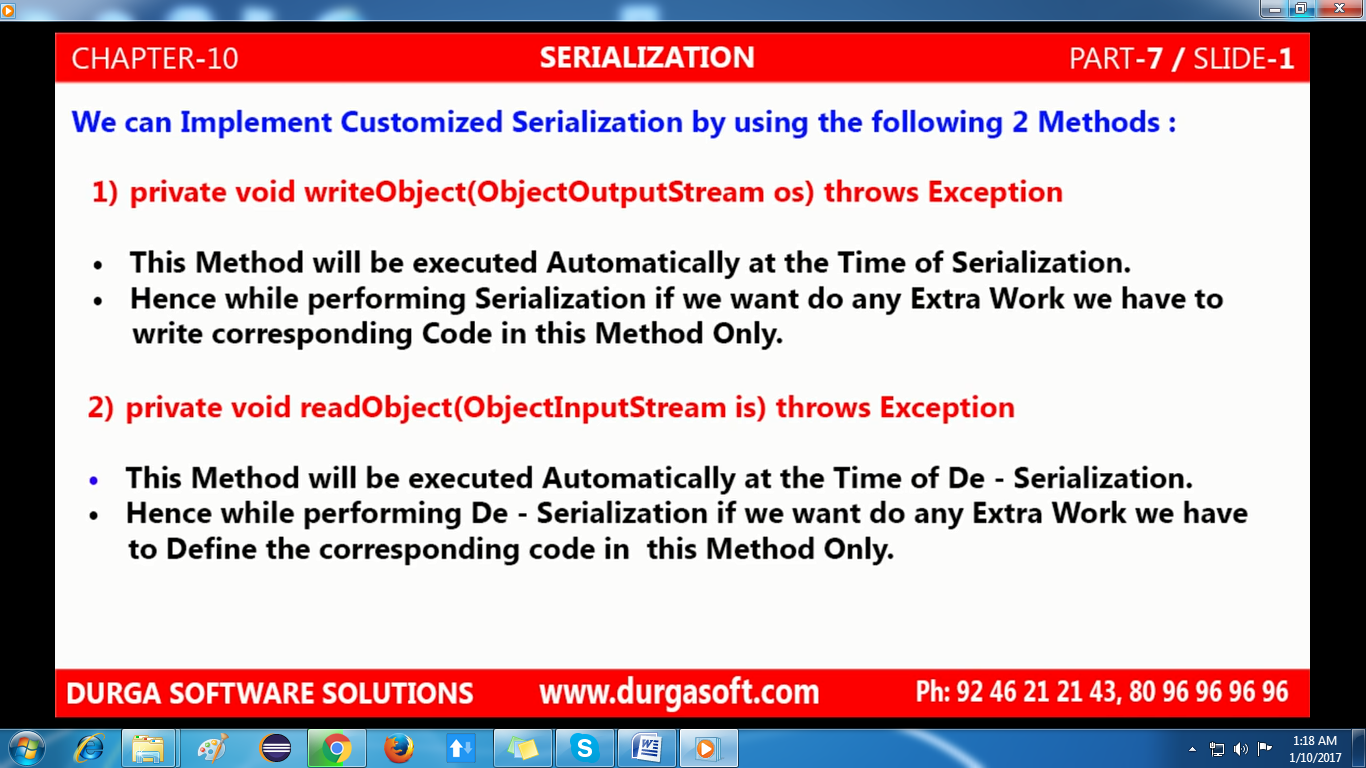 CHAPTER-10 SERIALIZATION PART-7 / SLIDE-1
We can Implement Customized Serialization by using the following 2 Methods :
1) private void writeObject(ObjectOutputStream os) throws Exception
• This Method will be executed Automatically at the Time of Serialization.
• Hence while performing Serialization if we want do any Extra Work we have to
write corresponding Code in this Method Only.
2) private void readObject(ObjectInputStream is) throws Exception
• This Method will be executed Automatically at the Time of De - Serialization.
• Hence while performing De - Serialization if we want do any Extra Work we have
to Define the corresponding code in this Method Only.
DURGA SOFTWARE SOLUTIONS www.durgasoft.com Ph: 92 46 21 21 43, 80 96 96 96 96
1:18 AM
1/10/2017